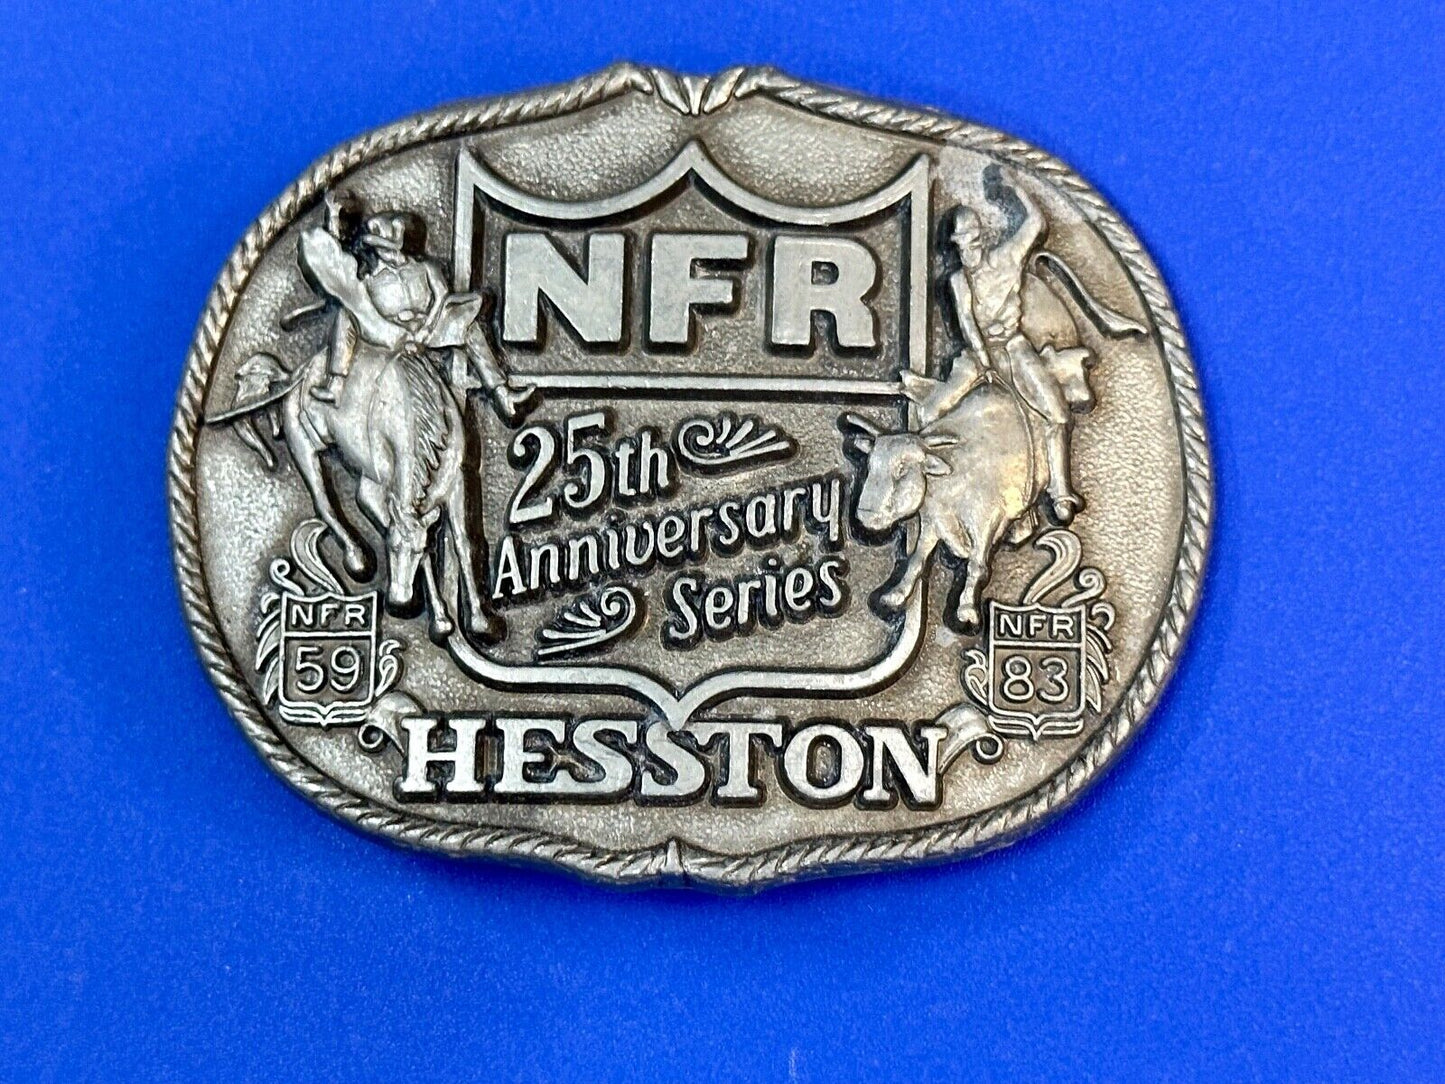 NFR
25th
Anniversary
Series
NFR
59
NFR
83
HESSTON